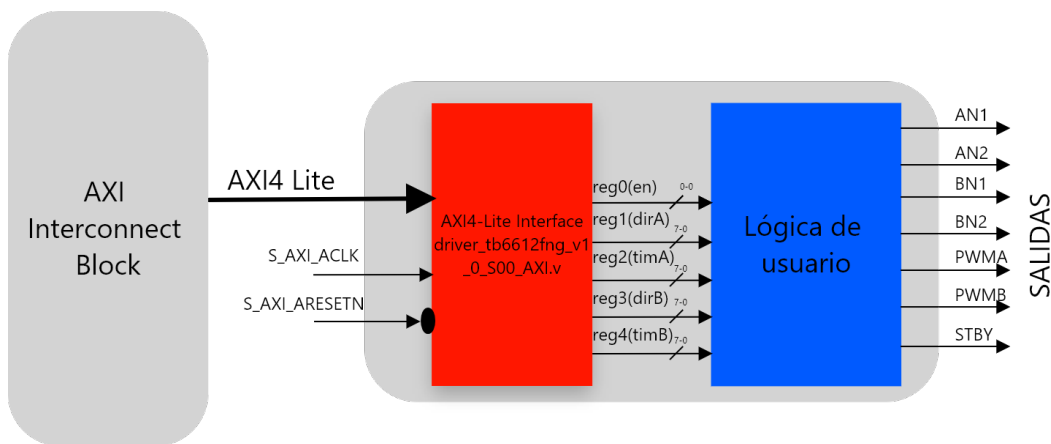 AXI
Interconnect
Block
AXI4 Lite
S_AXI_ACLK
S_AXI_ARESETN
AXI4-Lite Interface
driver_tb6612fng_v1
_0_S00_AXI.v
reg0(en)
0-0
reg1(dirA)
7-0
reg2(timA)
7-0
reg3(dirB)
7-0
reg4(timB)
7-0
Lógica de
usuario
AN1
AN2
BN1
BN2
PWMA
PWMB
STBY
SALIDAS